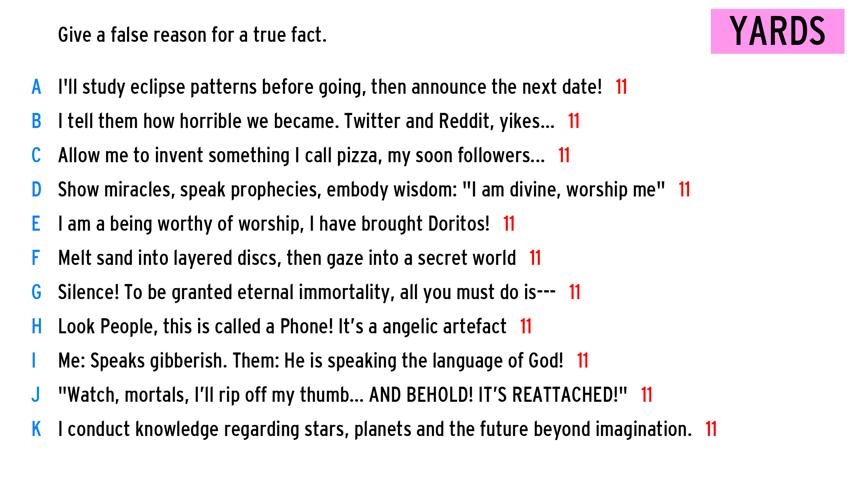 Give a false reason for a true fact.
YARDS
A I'll study eclipse patterns before going, then announce the next date! 11
B I tell them how horrible we became. Twitter and Reddit, yikes... 11
C Allow me to invent something I call pizza, my soon followers... 11
D Show miracles, speak prophecies, embody wisdom: "I am divine, worship me" 11
E I am a being worthy of worship, I have brought Doritos! 11
F Melt sand into layered discs, then gaze into a secret world 11
G Silence! To be granted eternal immortality, all you must do is--- 11
H Look People, this is called a Phone! It’s a angelic artefact 11
I Me: Speaks gibberish. Them: He is speaking the language of God! 11
J "Watch, mortals, I’ll rip off my thumb... AND BEHOLD! IT’S REATTACHED!" 11
K I conduct knowledge regarding stars, planets and the future beyond imagination. 11